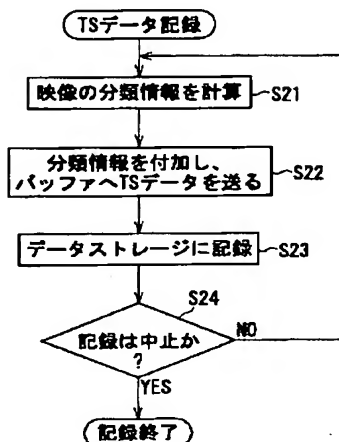 TSデータ記録
映像の分類情報を計算
S21
分類情報を付加し、
バッファへTSデータを送る
S22
データストレージに記録
S23
S24
記録は中止か
?
NO
YES
記録終了